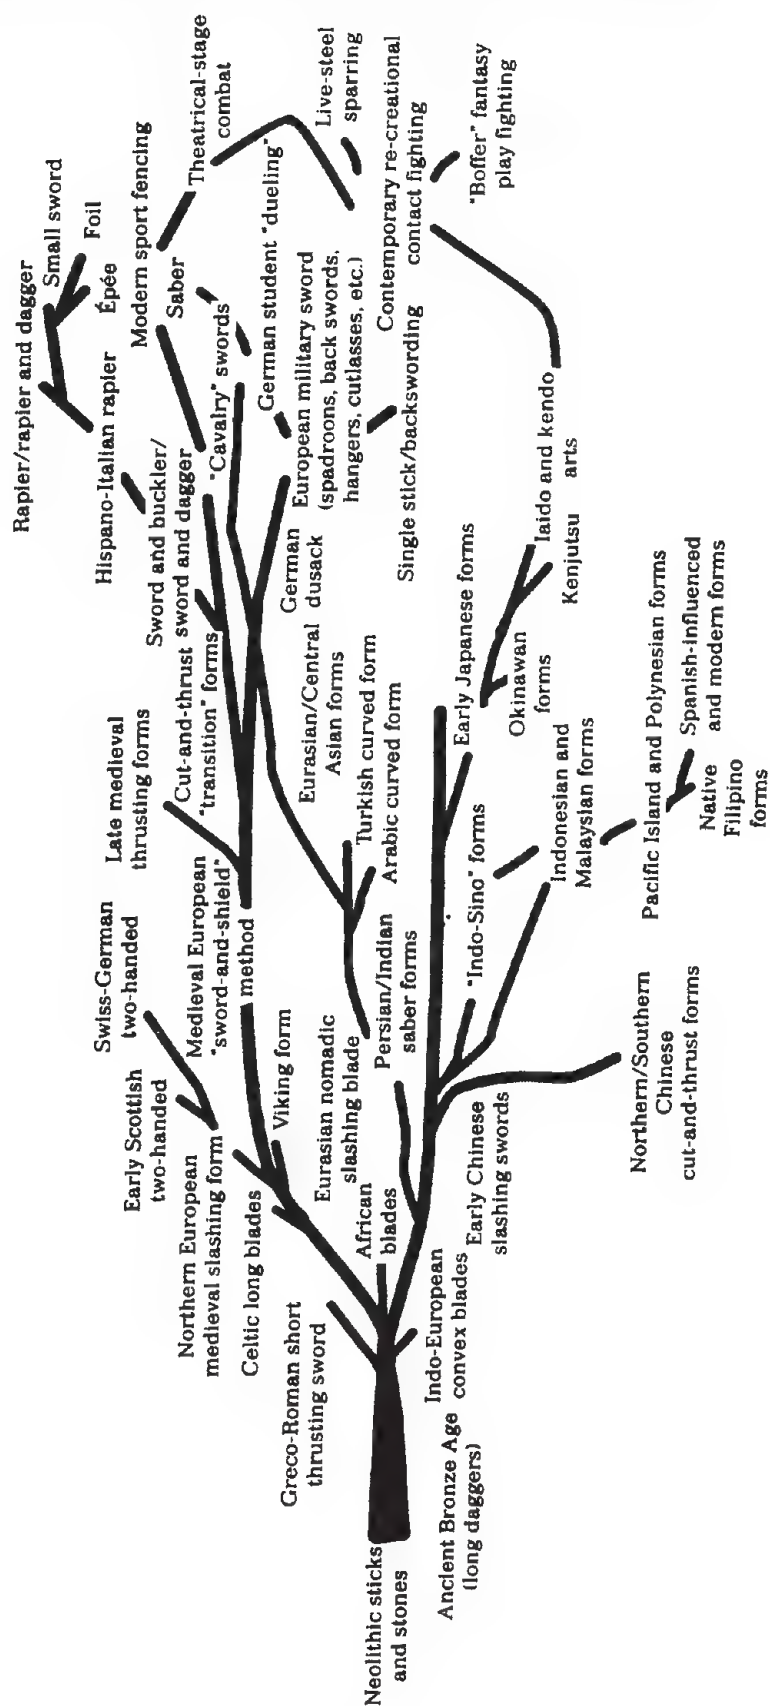 Neolithic sticks
and stones
Ancient Bronze Age
(long daggers)
Greco-Roman short
thrusting sword
Indo-European
convex blades
African
blades
Celtic long blades
Northern European
medieval slashing form
Early Scottish
two-handed
Swiss-German
two-handed
Viking form
Medieval European
"sword-and-shield"
method
Late medieval
thrusting forms
Cut-and-thrust
"transition" forms
Sword and buckler/
sword and dagger
Hispano-Italian rapier
Rapier/rapier and dagger
Small sword
Foil
Épée
Modern sport fencing
Saber
Theatrical-stage
combat
"Cavalry" swords
German student "dueling"
European military sword
(spadroons, back swords,
hangers, cutlasses, etc.)
German
dusack
Single stick/backswording
Live-steel
sparring
Contemporary re-creational
contact fighting
"Boffer" fantasy
play fighting
Eurasian nomadic
slashing blade
Eurasian/Central
Asian forms
Turkish curved form
Arabic curved form
Persian/Indian
saber forms
Early Chinese
slashing swords
Northern/Southern
Chinese
cut-and-thrust forms
"Indo-Sino" forms
Indonesian and
Malaysian forms
Pacific Island and Polynesian forms
Native
Filipino
forms
Spanish-influenced
and modern forms
Early Japanese forms
Okinawan
forms
Kenjutsu
Iaido and kendo
arts